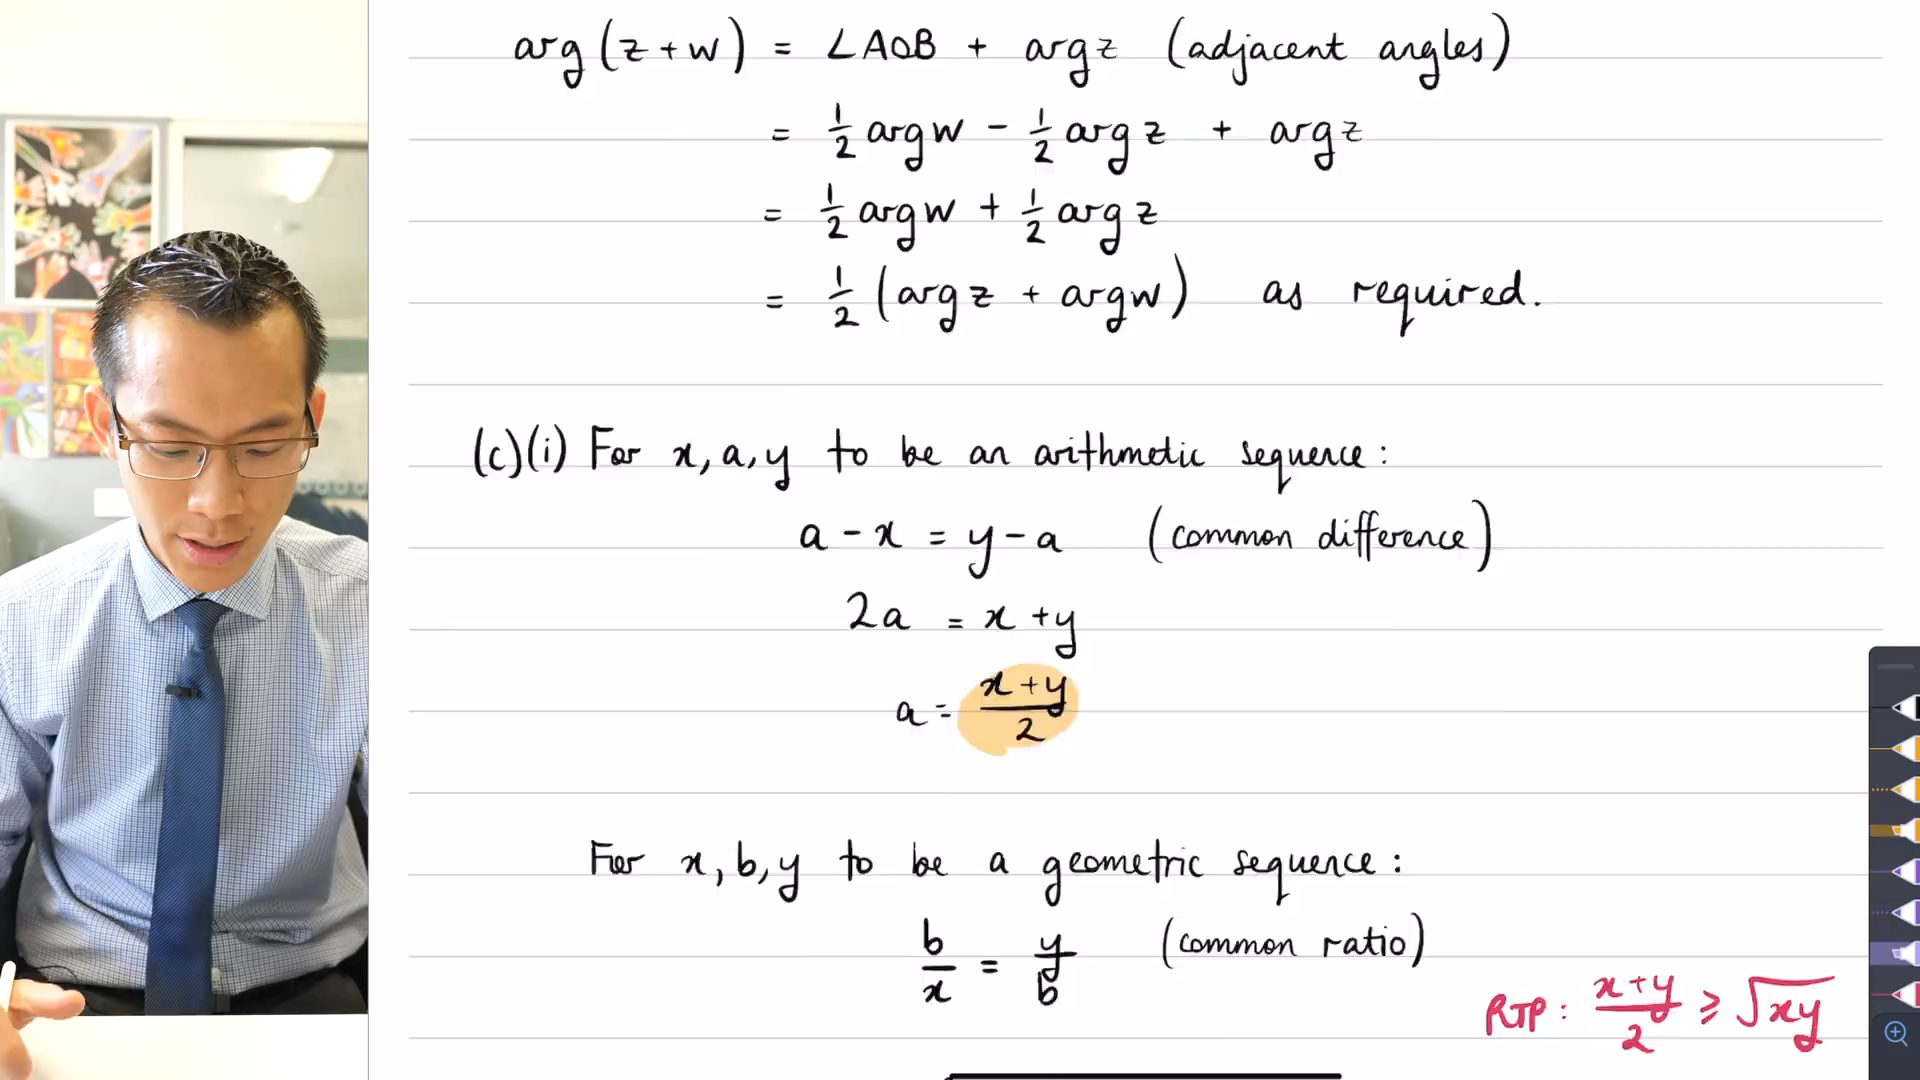 arg (z + w) = ∠AOB + arg z (adjacent angles)
= 1/2 arg w - 1/2 arg z + arg z
= 1/2 arg w + 1/2 arg z
= 1/2 (arg z + arg w) as required.
(c)(i) For x, a, y to be an arithmetic sequence :
a - x = y - a (common difference)
2a = x + y
a = x+y/2
For x, b, y to be a geometric sequence :
b/x = y/b (common ratio)
RTP : x+y/2 ≥ √xy